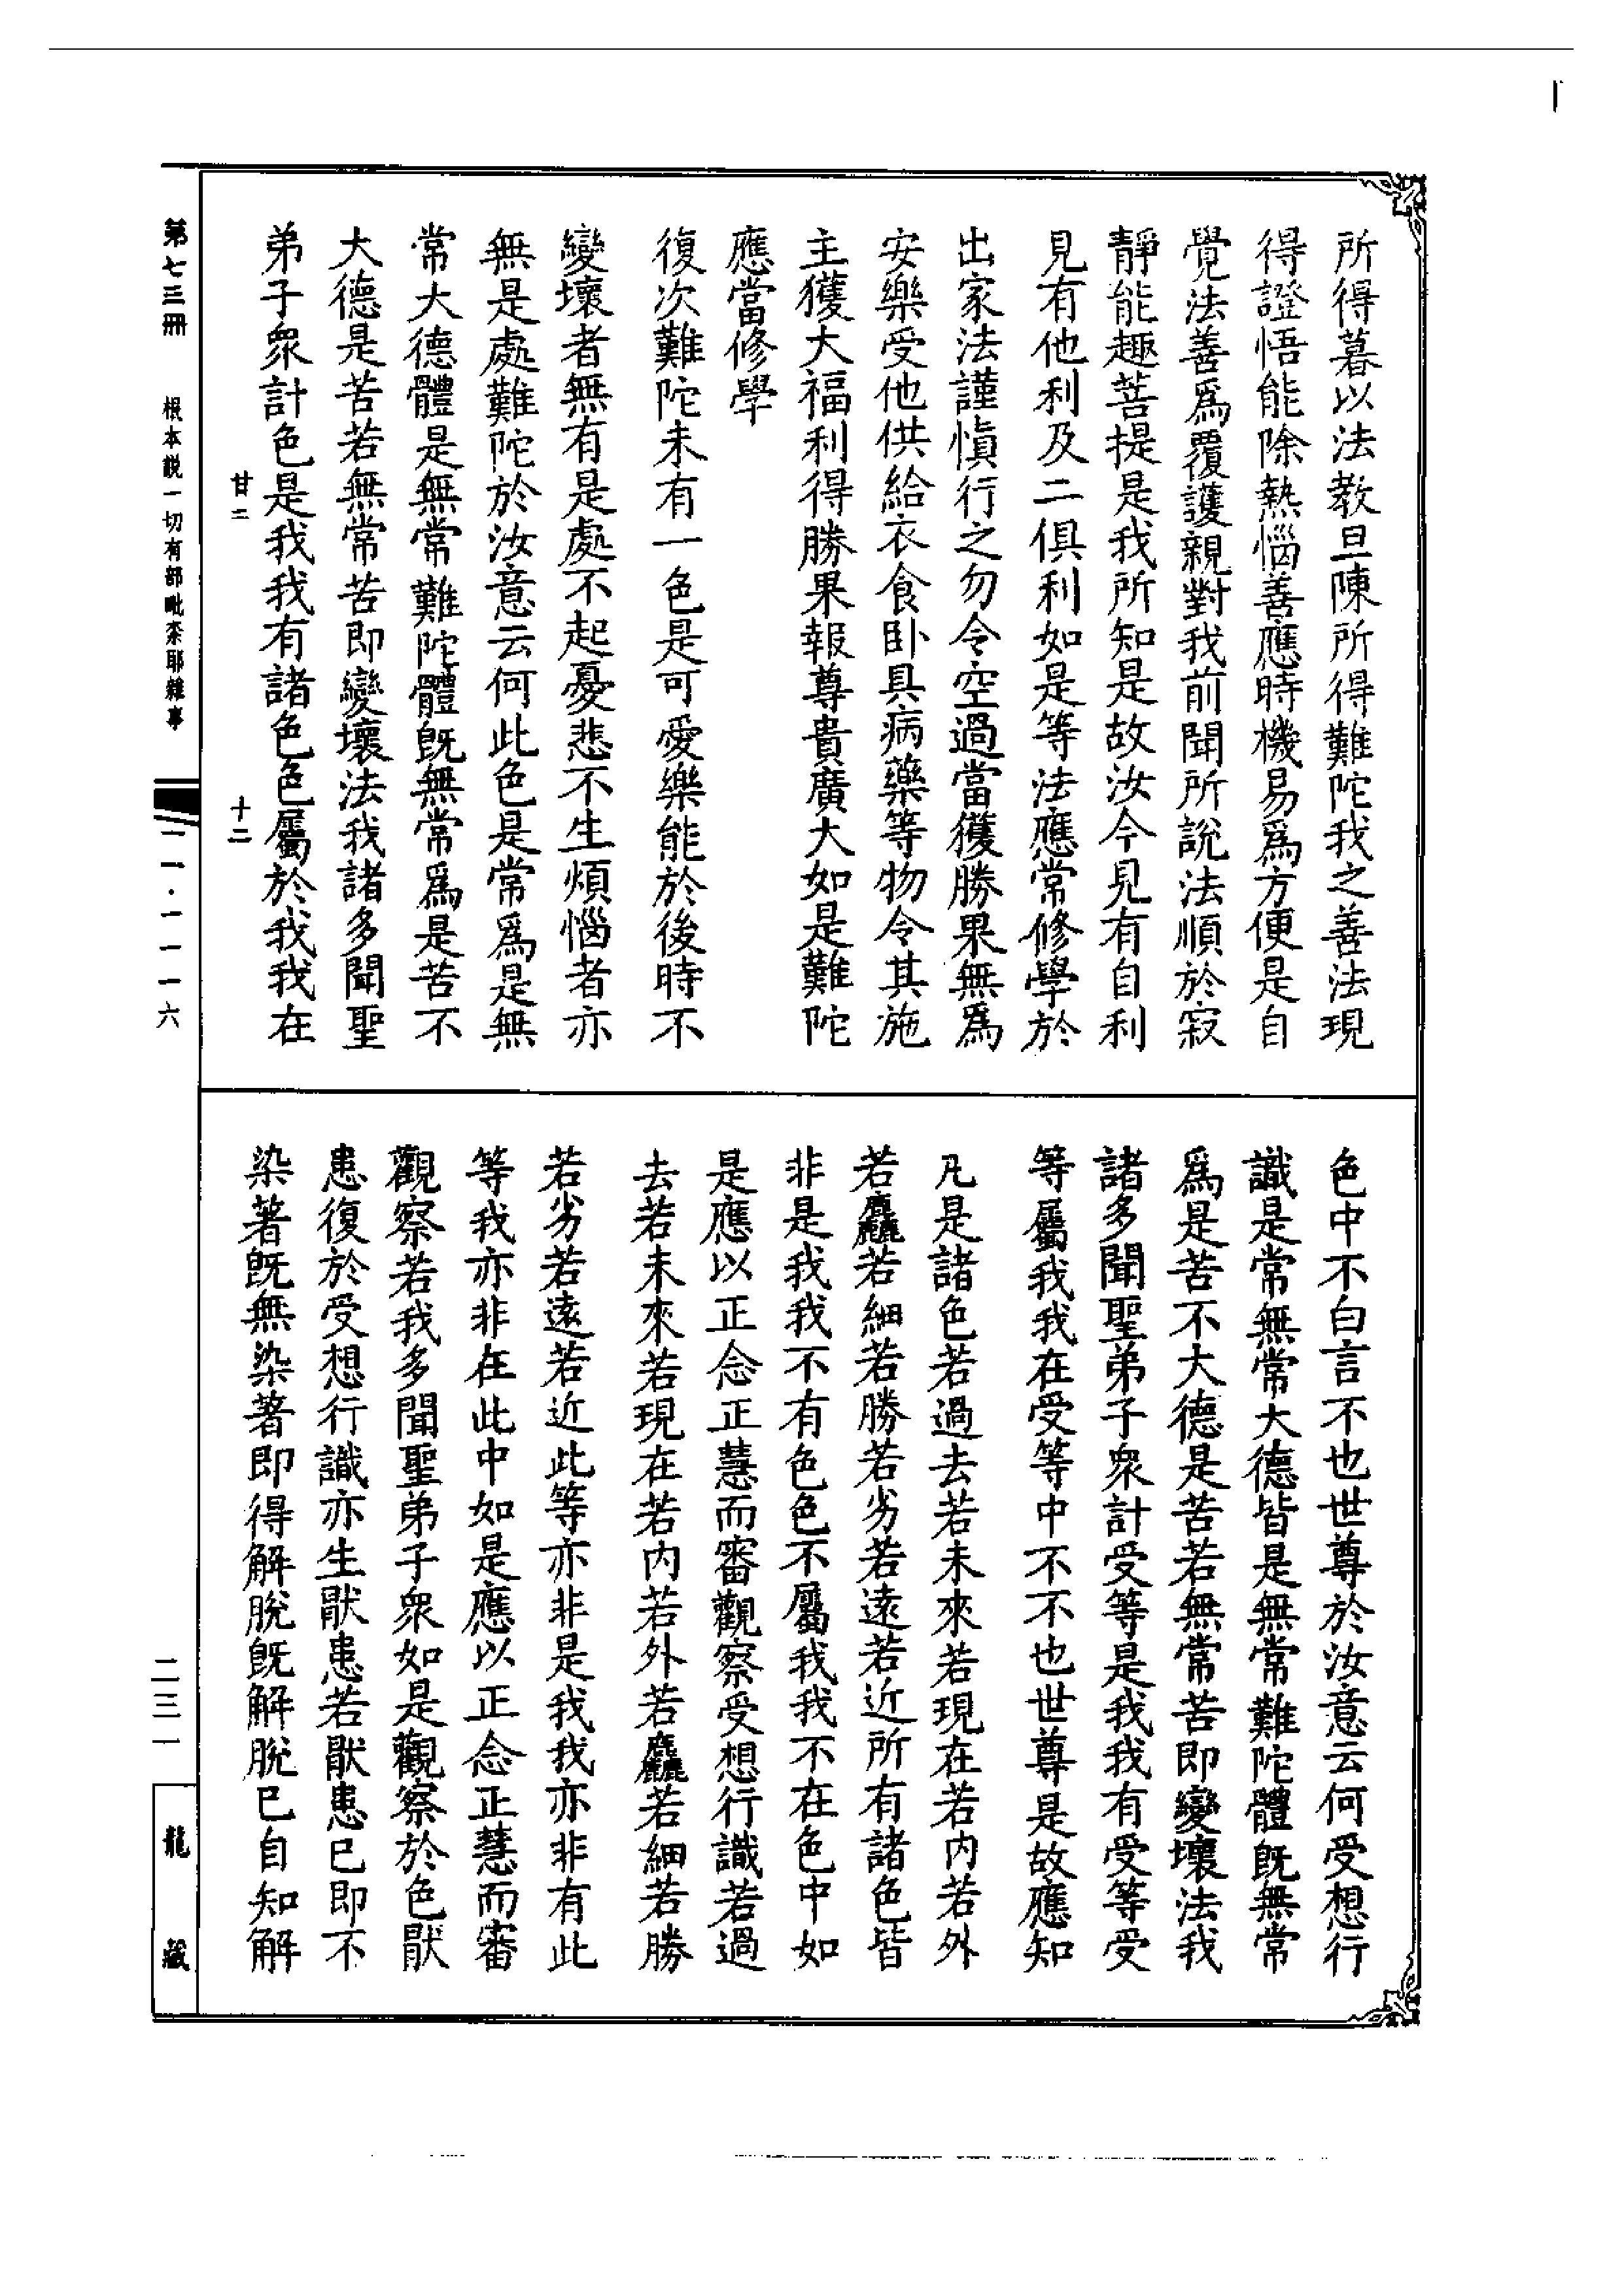 所得暮以法教旦陳所得難陀我之善法現
得證悟能除熱惱善應時機易爲方便是自
覺法善爲覆護親對我前聞所說法順於寂
靜能趣菩提是我所知是故汝今見有自利
見有他利及二俱利如是等法應常修學於
出家法謹慎行之勿令空過當獲勝果無爲
安樂受他供給衣食卧具病藥等物令其施
主獲大福利得勝果報尊貴廣大如是難陀
應當修學
復次難陀未有一色是可愛樂能於後時不
變壞者無有是處不起憂悲不生煩惱者亦
無是處難陀於汝意云何此色是常爲是無
常大德體是無常難陀體旣無常爲是苦不
大德是苦若無常苦即變壞法我諸多聞聖
弟子衆計色是我我有諸色色屬於我我在
甘二 十二
色中不白言不也世尊於汝意云何受想行
識是常無常大德皆是無常難陀體旣無常
爲是苦不大德是苦若無常苦即變壞法我
諸多聞聖弟子衆計受等是我我有受等受
等屬我我在受等中不不也世尊是故應知
凡是諸色若過去若未來若現在若内若外
若麤若細若勝若劣若遠若近所有諸色皆
非是我我不有色色不屬我我不在色中如
是應以正念正慧而審觀察受想行識若過
去若未來若現在若内若外若麤若細若勝
若劣若遠若近此等亦非是我我亦非有此
等我亦非在此中如是應以正念正慧而審
觀察若我多聞聖弟子衆如是觀察於色厭
患復於受想行識亦生厭患若厭患已即不
染著旣無染著即得解脫旣解脫已自知解
第七三冊 根本說一切有部毗柰耶雜事
一一·一一一六
二三一
龍藏